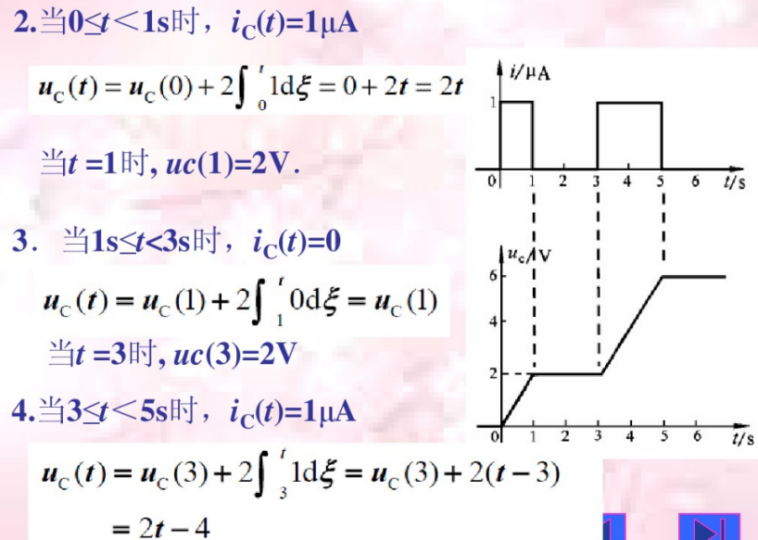 2.当0≤t＜1s时，iC(t)=1μA
uC(t) = uC(0) + 2∫₀ᵗ 1dξ = 0 + 2t = 2t
当t =1时, uc(1)=2V.
3. 当1s≤t<3s时，iC(t)=0
uC(t) = uC(1) + 2∫₁ᵗ 0dξ = uC(1)
当t =3时, uc(3)=2V
4.当3≤t＜5s时，iC(t)=1μA
uC(t) = uC(3) + 2∫₃ᵗ 1dξ = uC(3) + 2(t − 3)
= 2t − 4
i/μA
1
0 1 2 3 4 5 6 t/s
uc/V
6
4
2
0 1 2 3 4 5 6 t/s